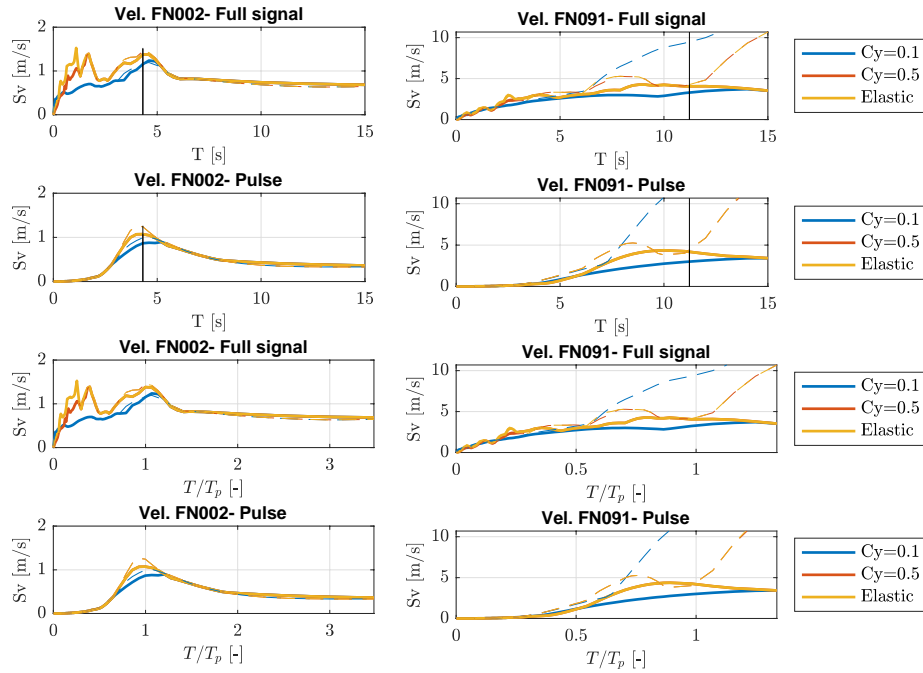 Vel. FN002- Full signal
2
1
0
Sv [m/s]
0 5 10 15
T [s]
Vel. FN091- Full signal
10
5
0
Sv [m/s]
0 5 10 15
T [s]
Cy=0.1
Cy=0.5
Elastic
Vel. FN002- Pulse
2
1
0
Sv [m/s]
0 5 10 15
T [s]
Vel. FN091- Pulse
10
5
0
Sv [m/s]
0 5 10 15
T [s]
Cy=0.1
Cy=0.5
Elastic
Vel. FN002- Full signal
2
1
0
Sv [m/s]
0 1 2 3
T/Tp [-]
Vel. FN091- Full signal
10
5
0
Sv [m/s]
0 0.5 1
T/Tp [-]
Cy=0.1
Cy=0.5
Elastic
Vel. FN002- Pulse
2
1
0
Sv [m/s]
0 1 2 3
T/Tp [-]
Vel. FN091- Pulse
10
5
0
Sv [m/s]
0 0.5 1
T/Tp [-]
Cy=0.1
Cy=0.5
Elastic